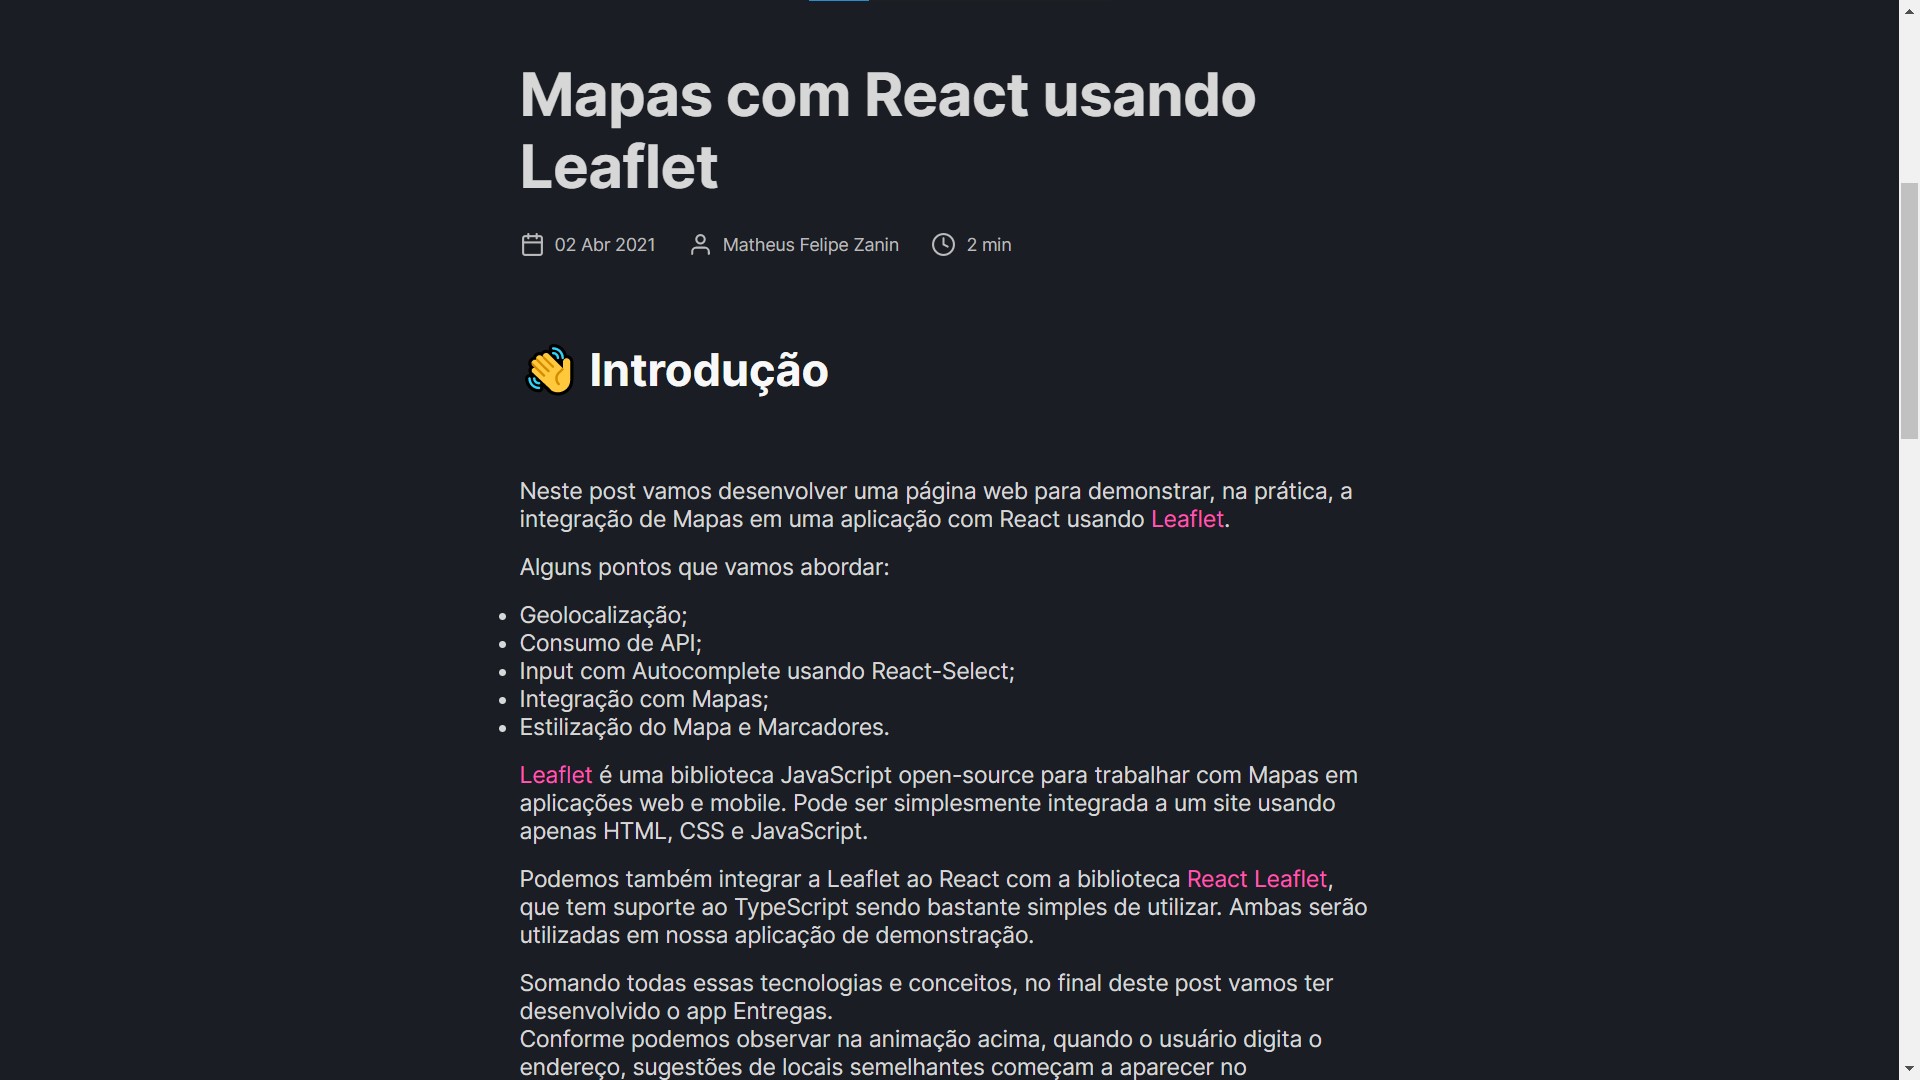 Mapas com React usando
Leaflet
02 Abr 2021 Matheus Felipe Zanin 2 min
👋 Introdução
Neste post vamos desenvolver uma página web para demonstrar, na prática, a
integração de Mapas em uma aplicação com React usando Leaflet.
Alguns pontos que vamos abordar:
• Geolocalização;
• Consumo de API;
• Input com Autocomplete usando React-Select;
• Integração com Mapas;
• Estilização do Mapa e Marcadores.
Leaflet é uma biblioteca JavaScript open-source para trabalhar com Mapas em
aplicações web e mobile. Pode ser simplesmente integrada a um site usando
apenas HTML, CSS e JavaScript.
Podemos também integrar a Leaflet ao React com a biblioteca React Leaflet,
que tem suporte ao TypeScript sendo bastante simples de utilizar. Ambas serão
utilizadas em nossa aplicação de demonstração.
Somando todas essas tecnologias e conceitos, no final deste post vamos ter
desenvolvido o app Entregas.
Conforme podemos observar na animação acima, quando o usuário digita o
endereço, sugestões de locais semelhantes começam a aparecer no